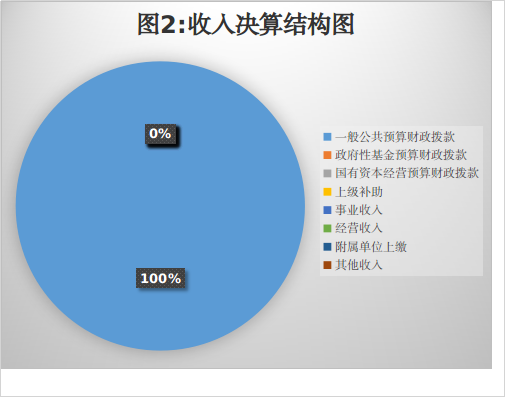 图2:收入决算结构图
0%
100%
一般公共预算财政拨款
政府性基金预算财政拨款
国有资本经营预算财政拨款
上级补助
事业收入
经营收入
附属单位上缴
其他收入